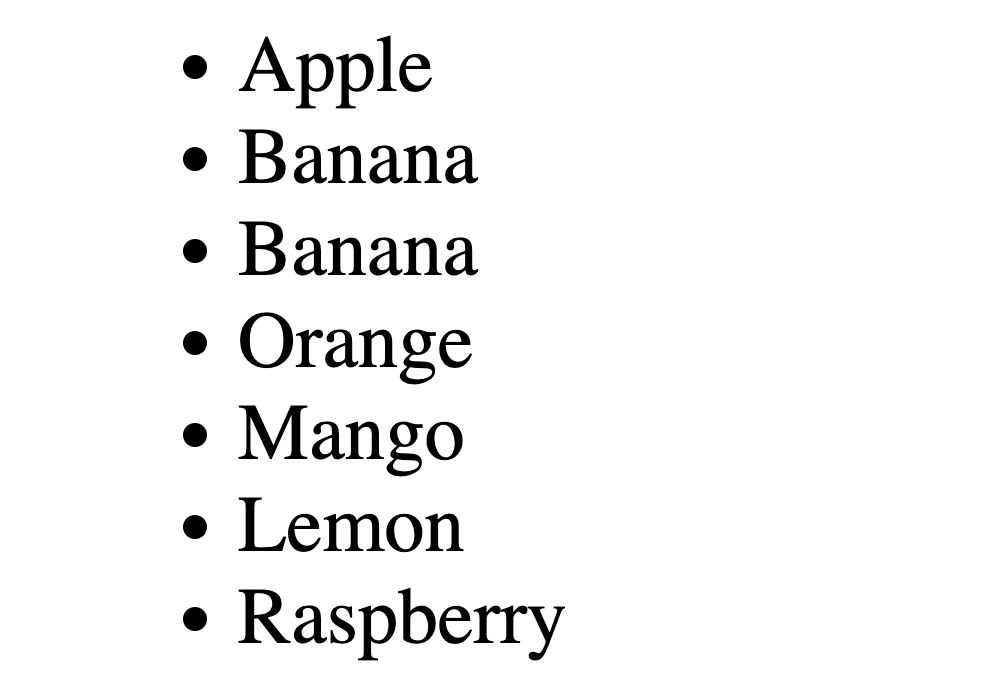 • Apple
• Banana
• Banana
• Orange
• Mango
• Lemon
• Raspberry